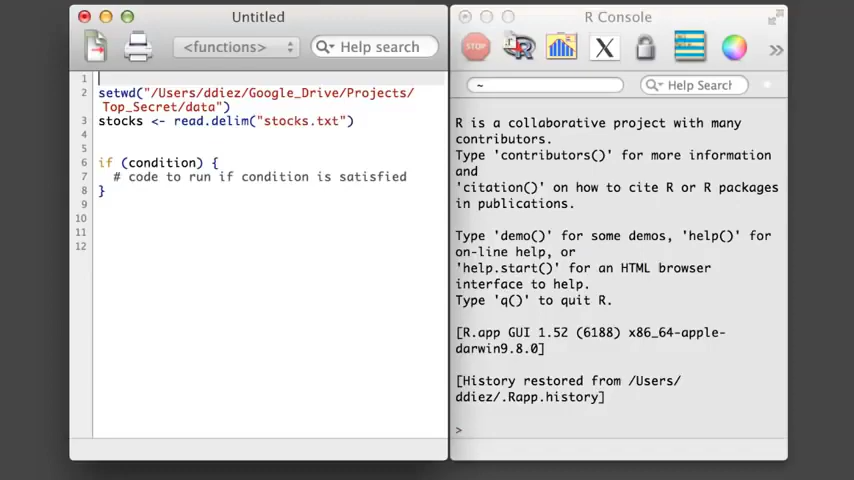 Untitled
<functions>
Help search
1
2 setwd("/Users/ddiez/Google_Drive/Projects/
Top_Secret/data")
3 stocks <- read.delim("stocks.txt")
4
5
6 if (condition) {
7 # code to run if condition is satisfied
8 }
9
10
11
12
R Console
STOP
R
X
»
~
Help Search
R is a collaborative project with many
contributors.
Type 'contributors()' for more information
and
'citation()' on how to cite R or R packages
in publications.
Type 'demo()' for some demos, 'help()' for
on-line help, or
'help.start()' for an HTML browser
interface to help.
Type 'q()' to quit R.
[R.app GUI 1.52 (6188) x86_64-apple-
darwin9.8.0]
[History restored from /Users/
ddiez/.Rapp.history]
>